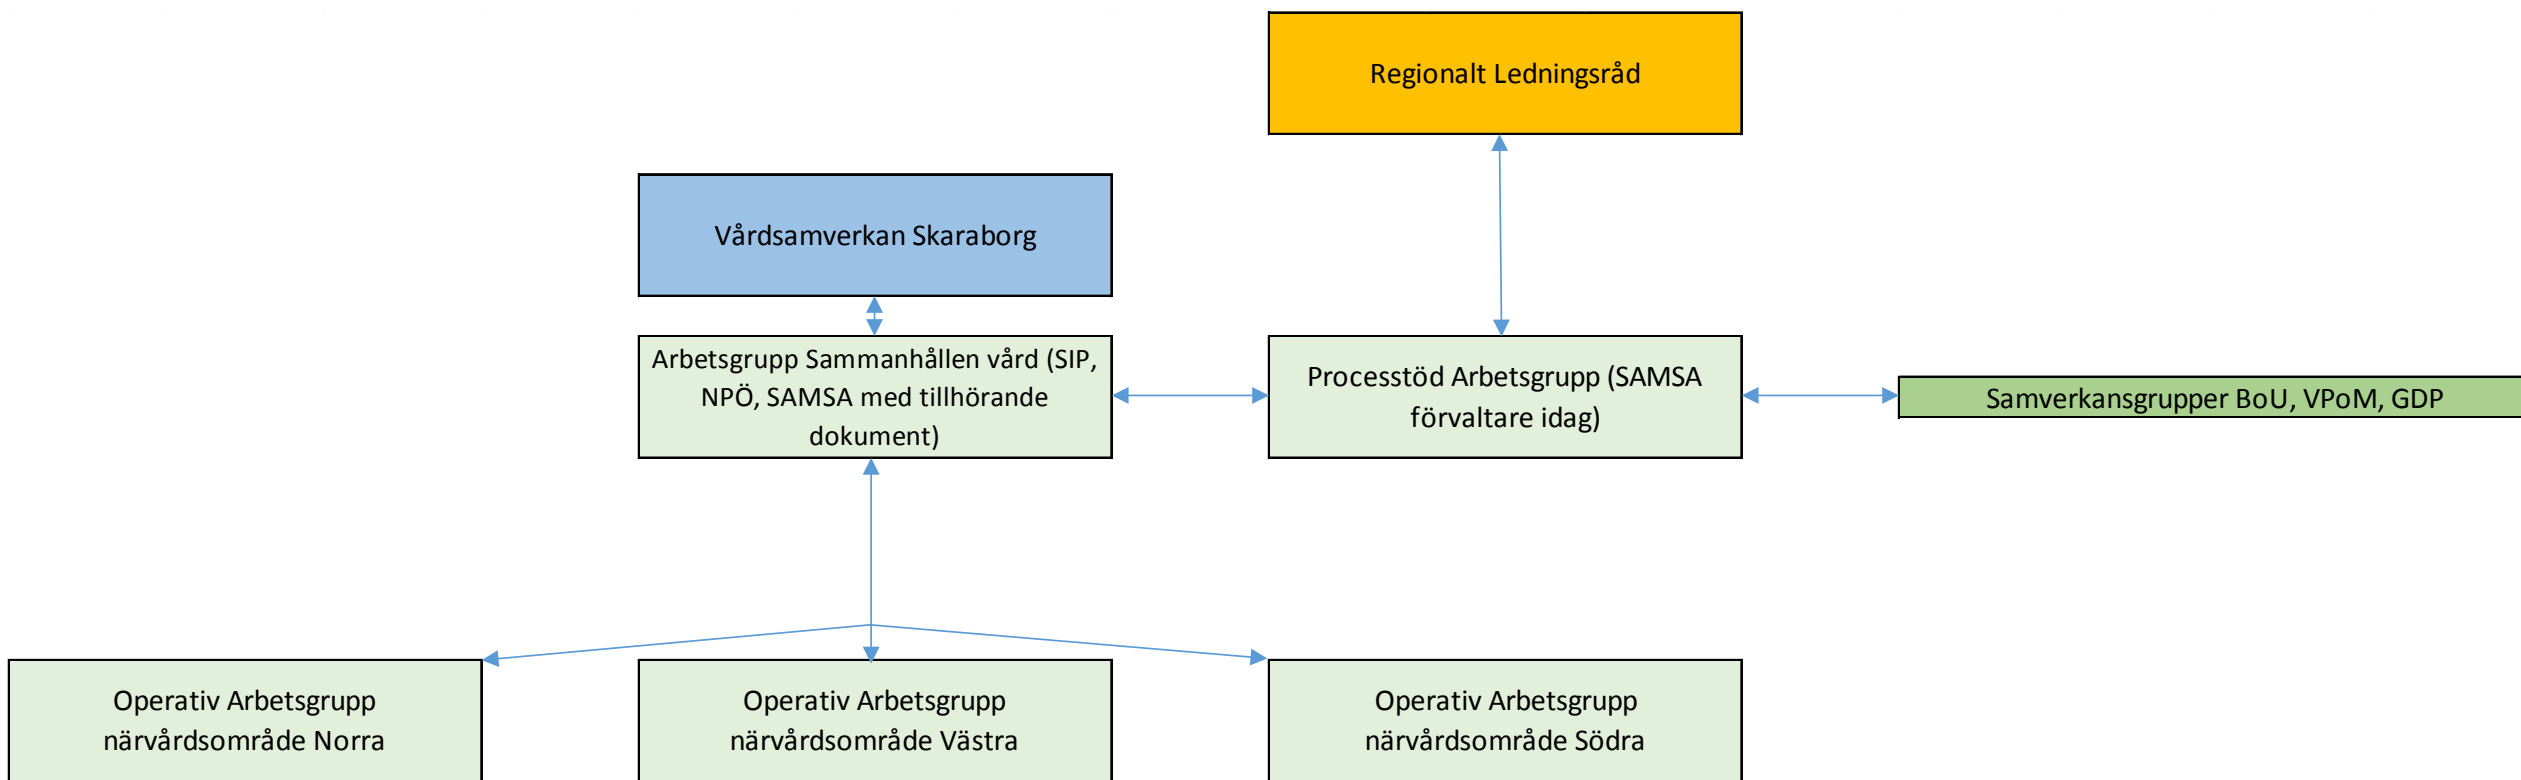 Regionalt Ledningsråd
Vårdsamverkan Skaraborg
Arbetsgrupp Sammanhållen vård (SIP,
NPÖ, SAMSA med tillhörande
dokument)
Processtöd Arbetsgrupp (SAMSA
förvaltare idag)
Samverkansgrupper BoU, VPoM, GDP
Operativ Arbetsgrupp
närvårdsområde Norra
Operativ Arbetsgrupp
närvårdsområde Västra
Operativ Arbetsgrupp
närvårdsområde Södra